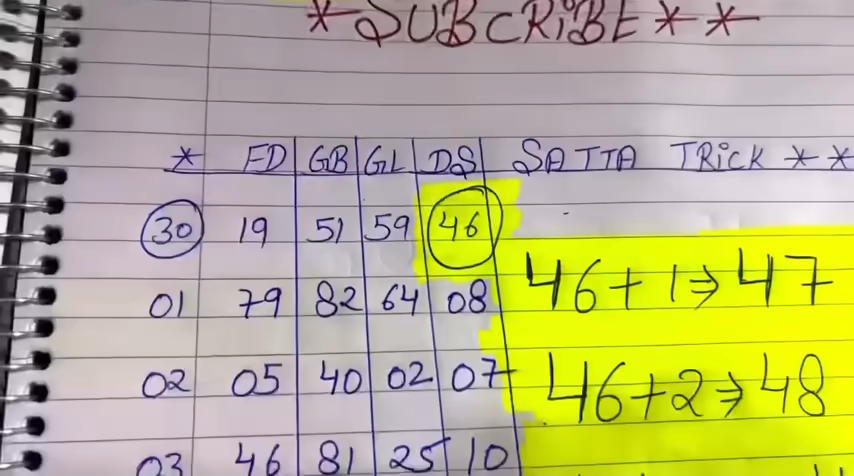 *SUBCRiBE**
* FD GB GL DS SATTA TRiCK **
30 19 51 59 46
46+1⇒47
01 79 82 64 08
02 05 40 02 07
46+2⇒48
03 46 81 25 10